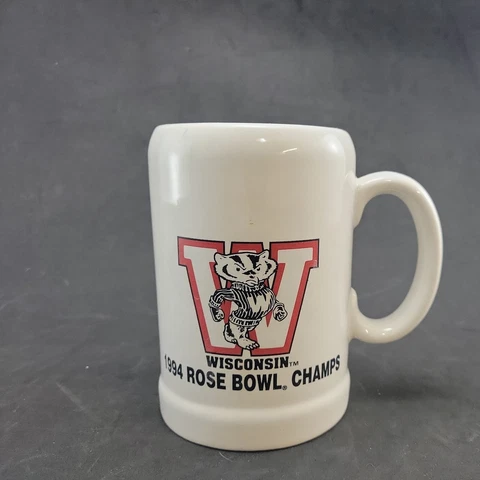 W
W
WISCONSIN™
1994 ROSE BOWL® CHAMPS